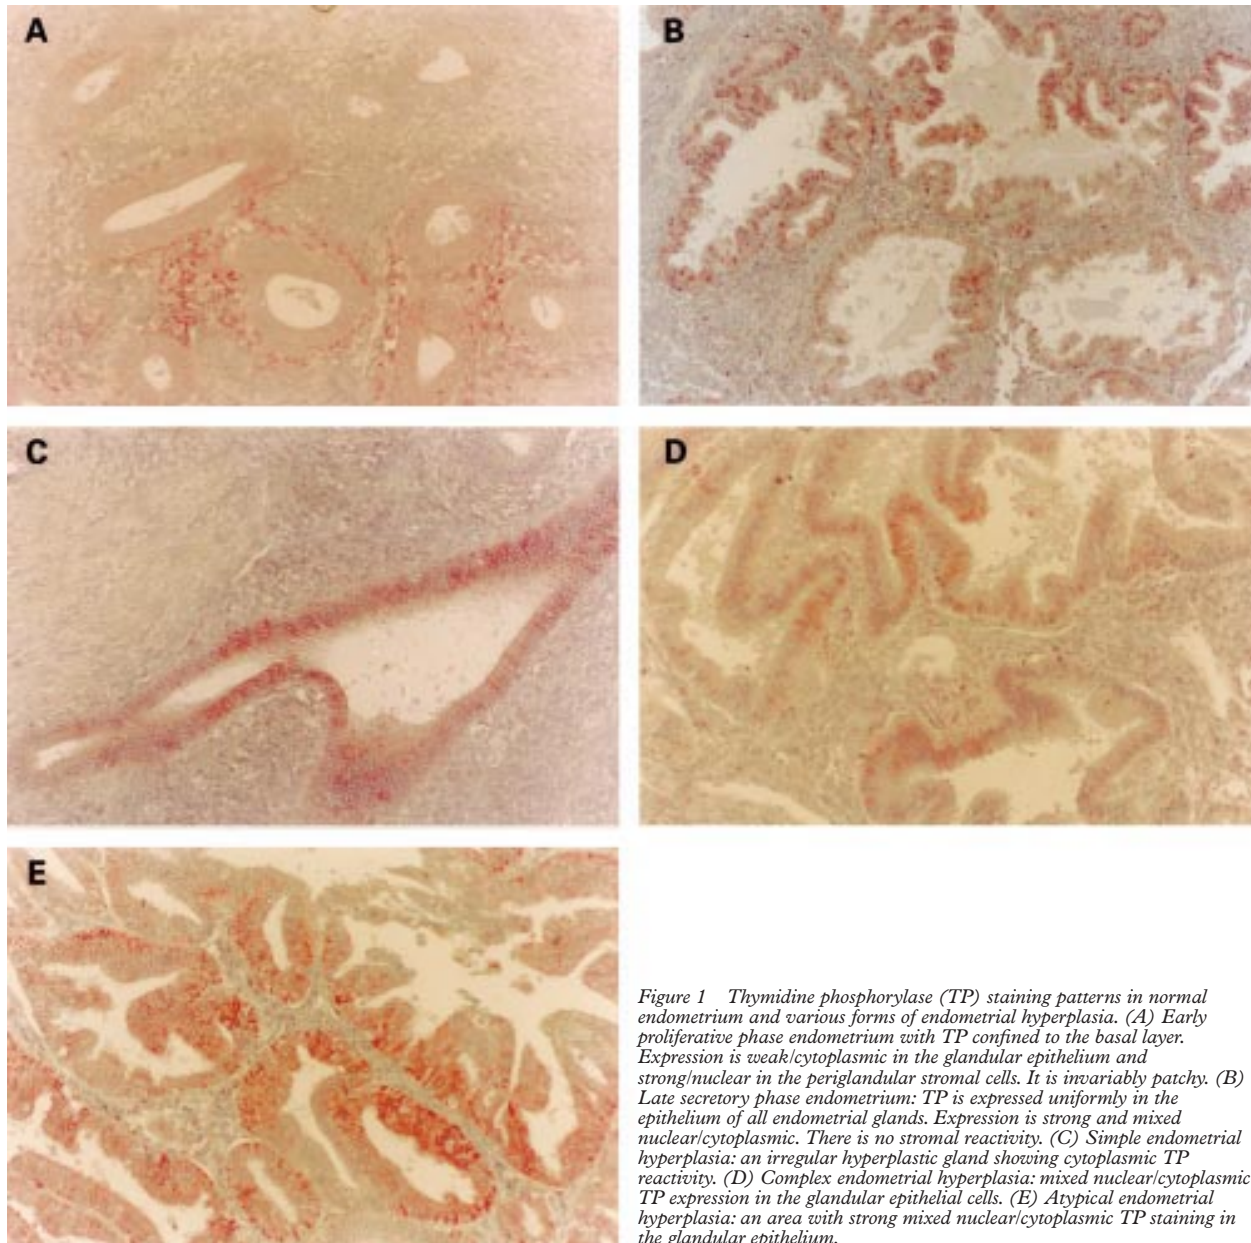 A
B
C
D
E
Figure 1 Thymidine phosphorylase (TP) staining patterns in normal
endometrium and various forms of endometrial hyperplasia. (A) Early
proliferative phase endometrium with TP confined to the basal layer.
Expression is weak/cytoplasmic in the glandular epithelium and
strong/nuclear in the periglandular stromal cells. It is invariably patchy. (B)
Late secretory phase endometrium: TP is expressed uniformly in the
epithelium of all endometrial glands. Expression is strong and mixed
nuclear/cytoplasmic. There is no stromal reactivity. (C) Simple endometrial
hyperplasia: an irregular hyperplastic gland showing cytoplasmic TP
reactivity. (D) Complex endometrial hyperplasia: mixed nuclear/cytoplasmic
TP expression in the glandular epithelial cells. (E) Atypical endometrial
hyperplasia: an area with strong mixed nuclear/cytoplasmic TP staining in
the glandular epithelium.